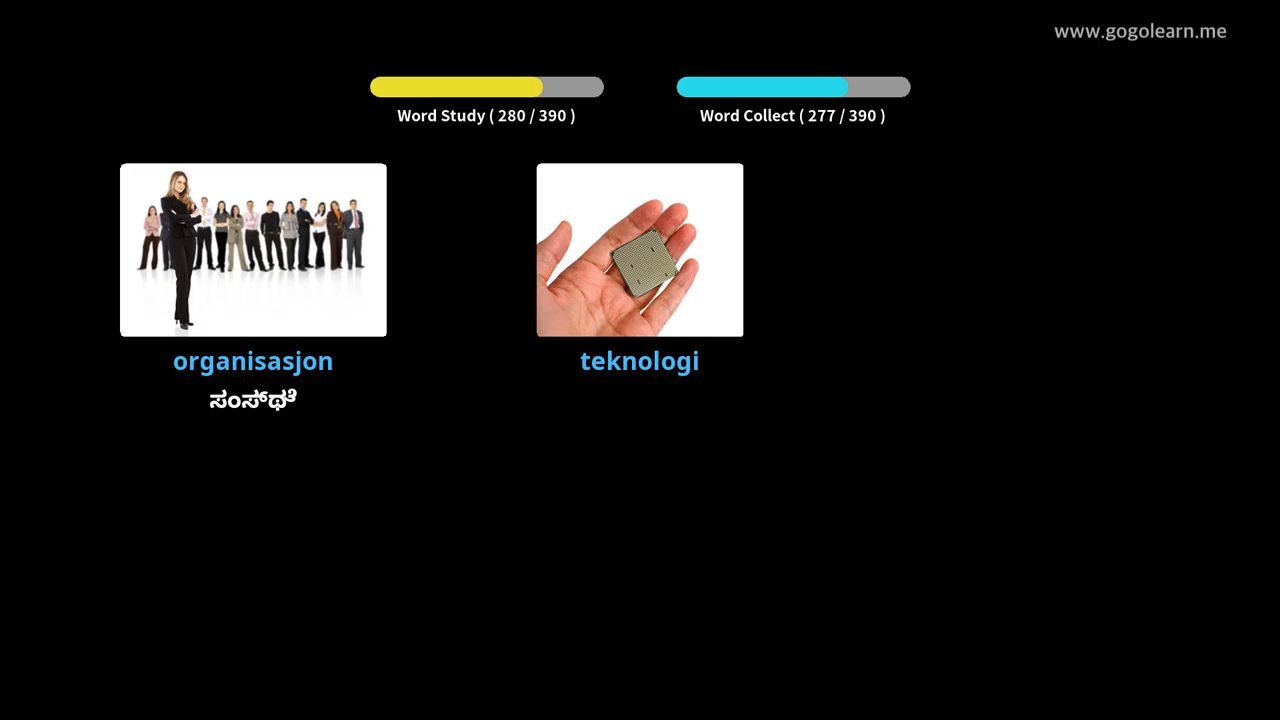 www.gogolearn.me
Word Study ( 280 / 390 )
Word Collect ( 277 / 390 )
organisasjon
teknologi
ಸಂಸ್ಥೆ